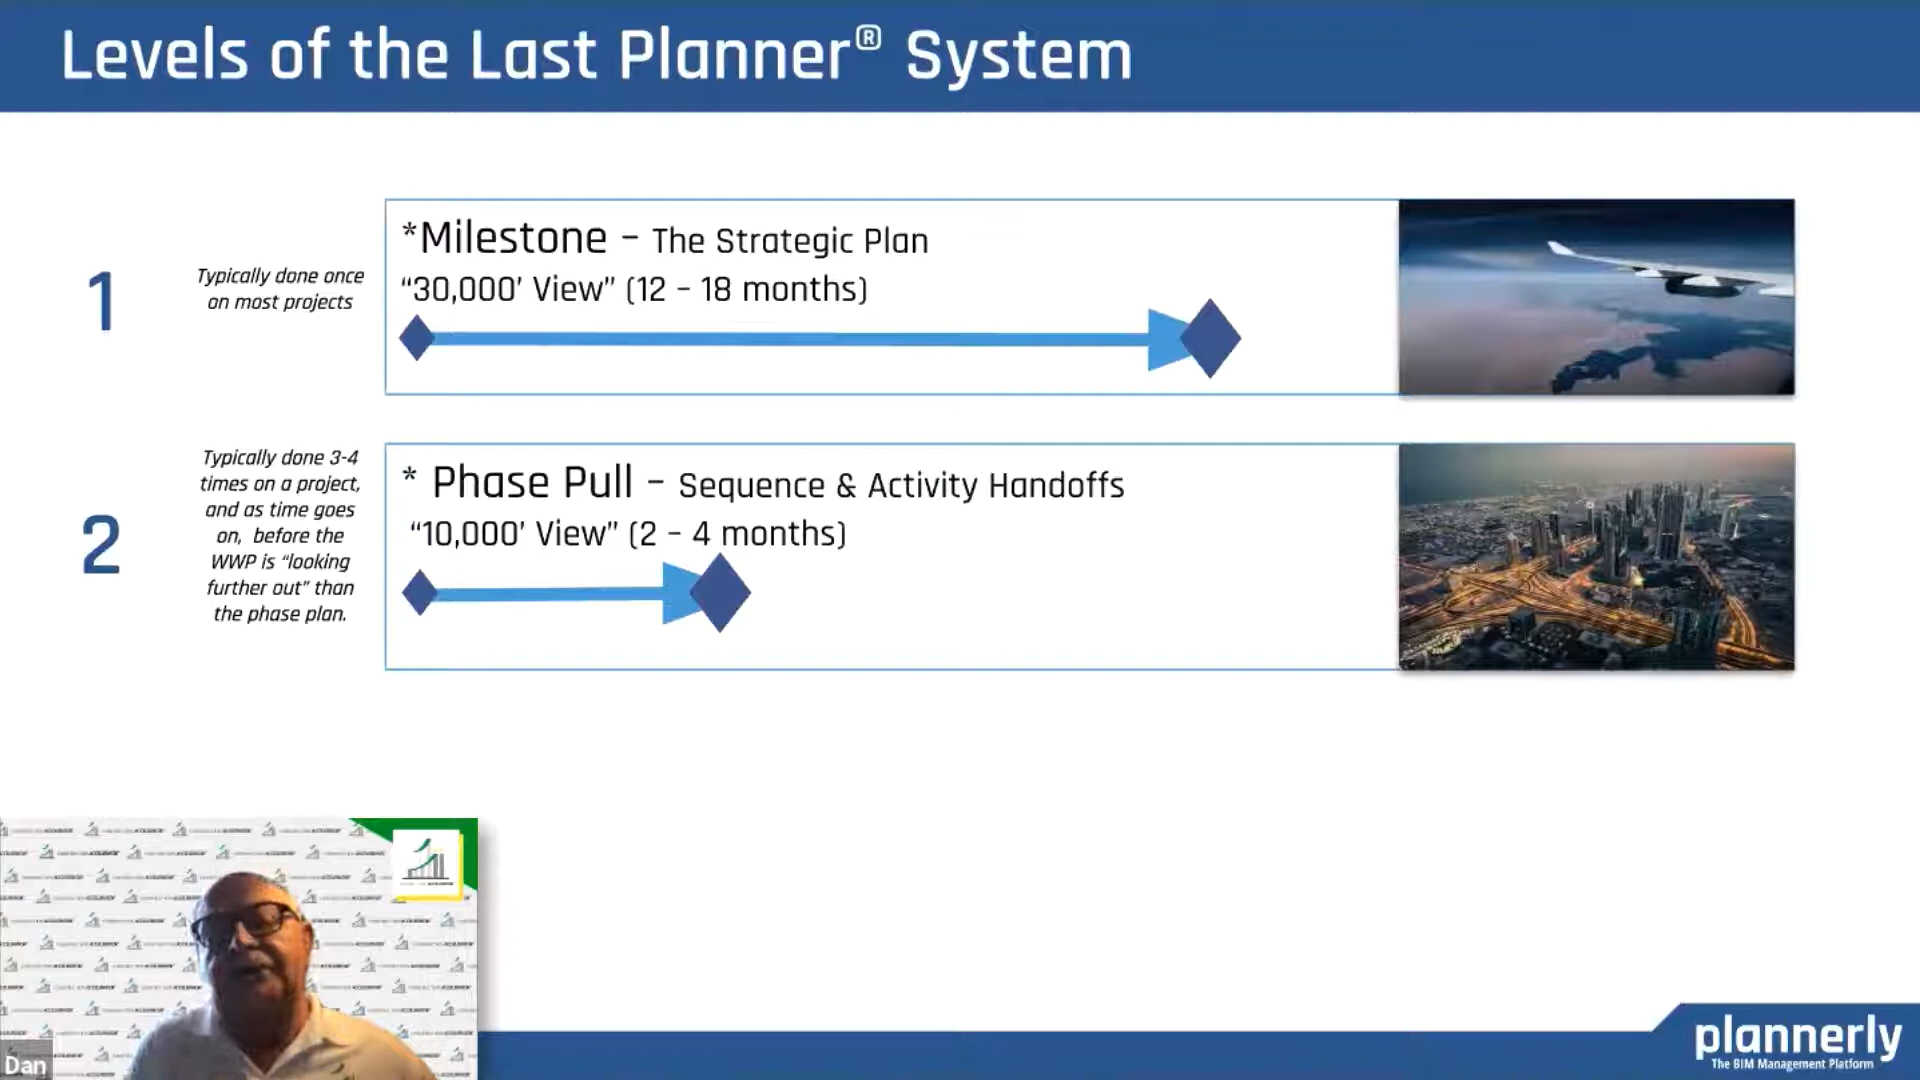 Levels of the Last Planner® System
1
Typically done once
on most projects
*Milestone – The Strategic Plan
“30,000’ View” (12 – 18 months)
2
Typically done 3-4
times on a project,
and as time goes
on, before the
WWP is “looking
further out” than
the phase plan.
* Phase Pull – Sequence & Activity Handoffs
“10,000’ View” (2 – 4 months)
Dan
plannerly
The BIM Management Platform